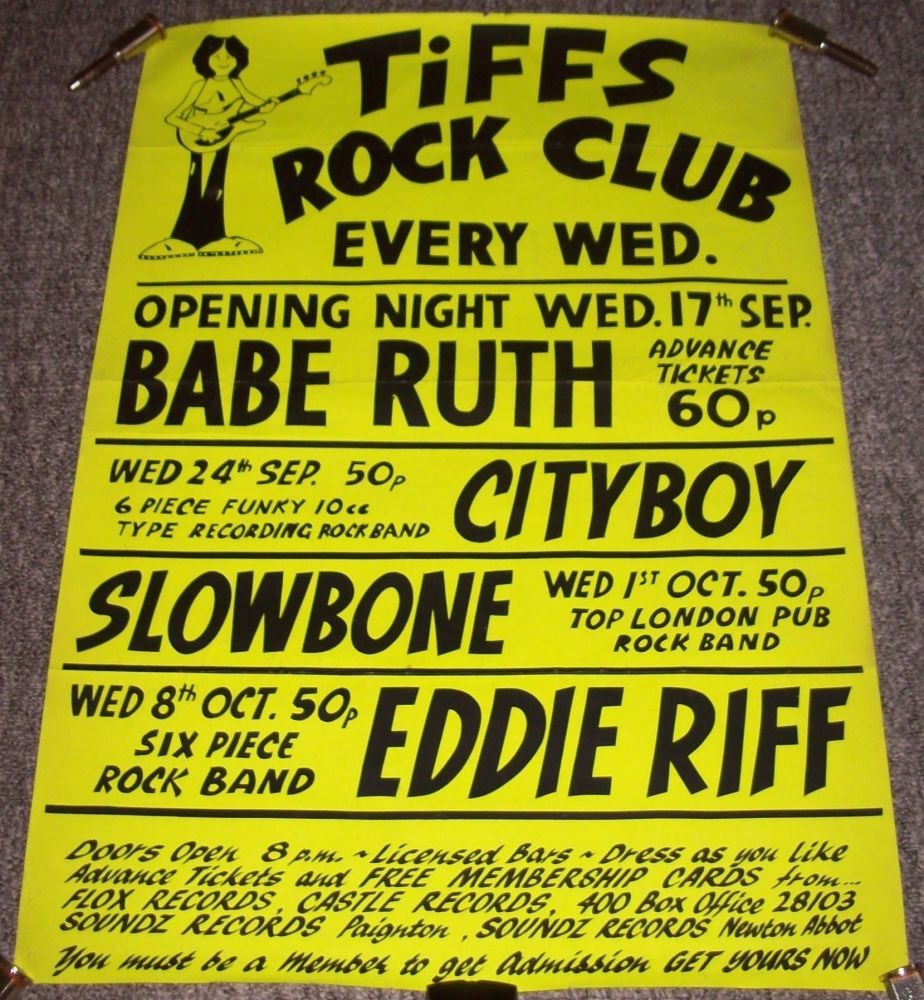 TiFFS
ROCK CLUB
EVERY WED.
OPENING NIGHT WED. 17th SEP.
BABE RUTH
ADVANCE
TICKETS
60p
WED 24th SEP. 50p
6 PIECE FUNKY 10cc
TYPE RECORDING ROCK BAND
CITYBOY
SLOWBONE
WED 1ST OCT. 50p
TOP LONDON PUB
ROCK BAND
WED 8th OCT. 50p
SIX PIECE
ROCK BAND
EDDIE RIFF
Doors Open 8 p.m. ~ Licensed Bars ~ Dress as you like
Advance Tickets and FREE MEMBERSHIP CARDS from...
FLOX RECORDS, CASTLE RECORDS, 400 Box Office 28103
SOUNDZ RECORDS Paignton, SOUNDZ RECORDS Newton Abbot
You must be a Member to get Admission GET YOURS NOW